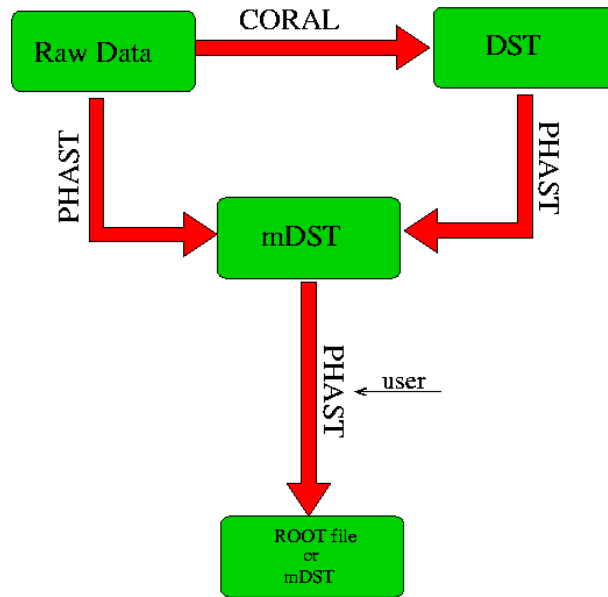 CORAL
Raw Data
DST
PHAST
PHAST
mDST
PHAST
user
ROOT file
or
mDST